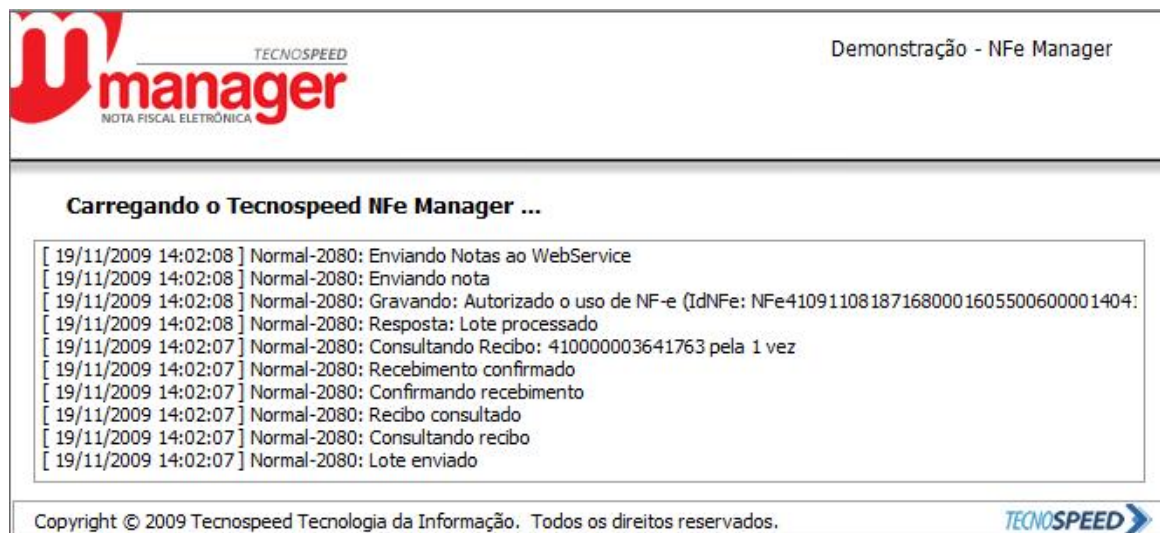 TECNOSPEED
manager
NOTA FISCAL ELETRÔNICA
Demonstração - NFe Manager
Carregando o Tecnospeed NFe Manager ...
[ 19/11/2009 14:02:08 ] Normal-2080: Enviando Notas ao WebService
[ 19/11/2009 14:02:08 ] Normal-2080: Enviando nota
[ 19/11/2009 14:02:08 ] Normal-2080: Gravando: Autorizado o uso de NF-e (IdNFe: NFe4109110818716800016055006000014041
[ 19/11/2009 14:02:08 ] Normal-2080: Resposta: Lote processado
[ 19/11/2009 14:02:07 ] Normal-2080: Consultando Recibo: 410000003641763 pela 1 vez
[ 19/11/2009 14:02:07 ] Normal-2080: Recebimento confirmado
[ 19/11/2009 14:02:07 ] Normal-2080: Confirmando recebimento
[ 19/11/2009 14:02:07 ] Normal-2080: Recibo consultado
[ 19/11/2009 14:02:07 ] Normal-2080: Consultando recibo
[ 19/11/2009 14:02:07 ] Normal-2080: Lote enviado
Copyright © 2009 Tecnospeed Tecnologia da Informação. Todos os direitos reservados.
TECNOSPEED